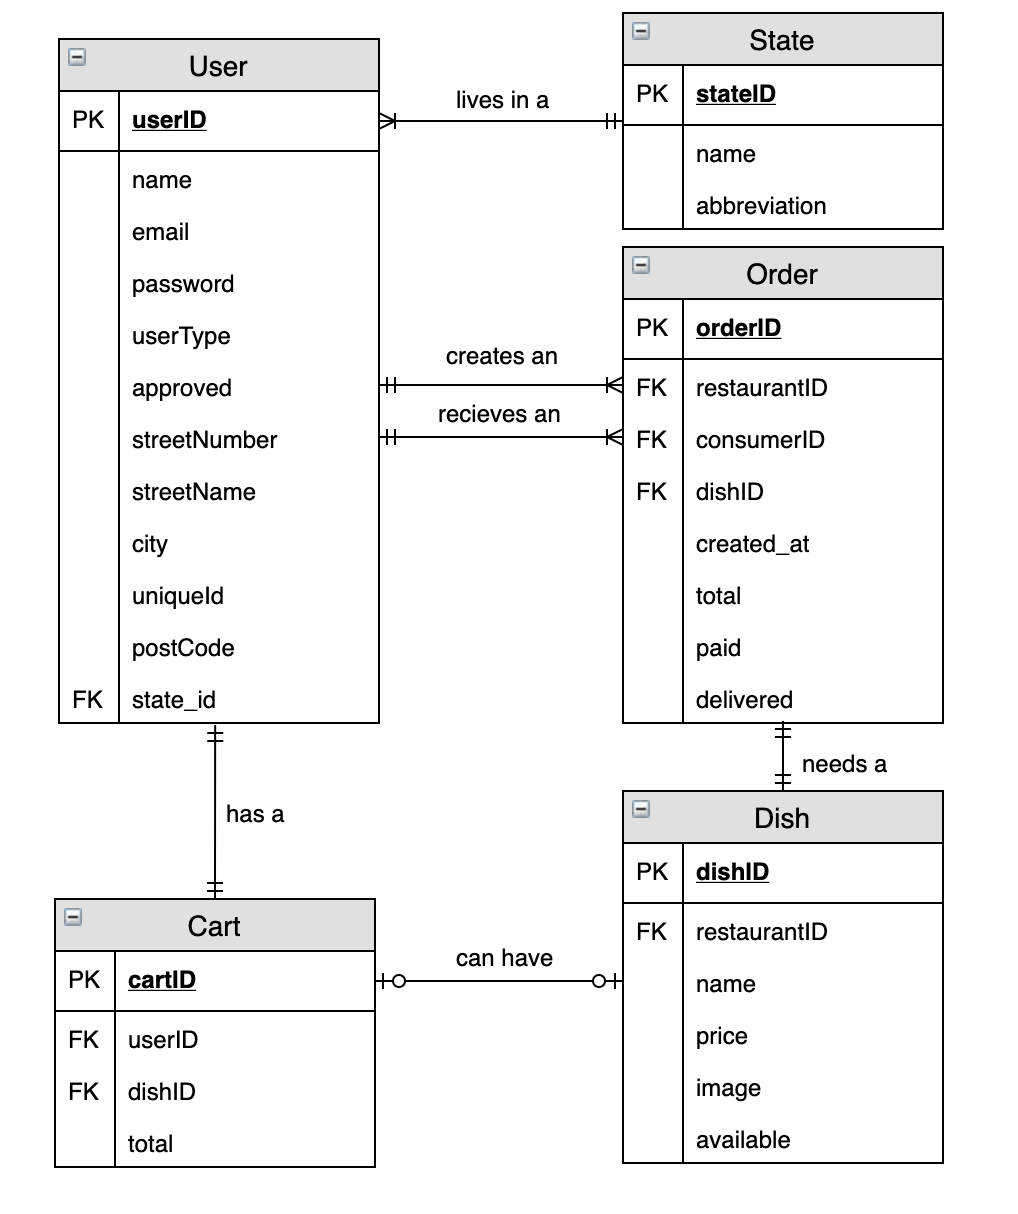 User
PK userID
name
email
password
userType
approved
streetNumber
streetName
city
uniqueId
postCode
FK state_id
lives in a
State
PK stateID
name
abbreviation
creates an
recieves an
Order
PK orderID
FK restaurantID
FK consumerID
FK dishID
created_at
total
paid
delivered
has a
needs a
Cart
PK cartID
FK userID
FK dishID
total
can have
Dish
PK dishID
FK restaurantID
name
price
image
available